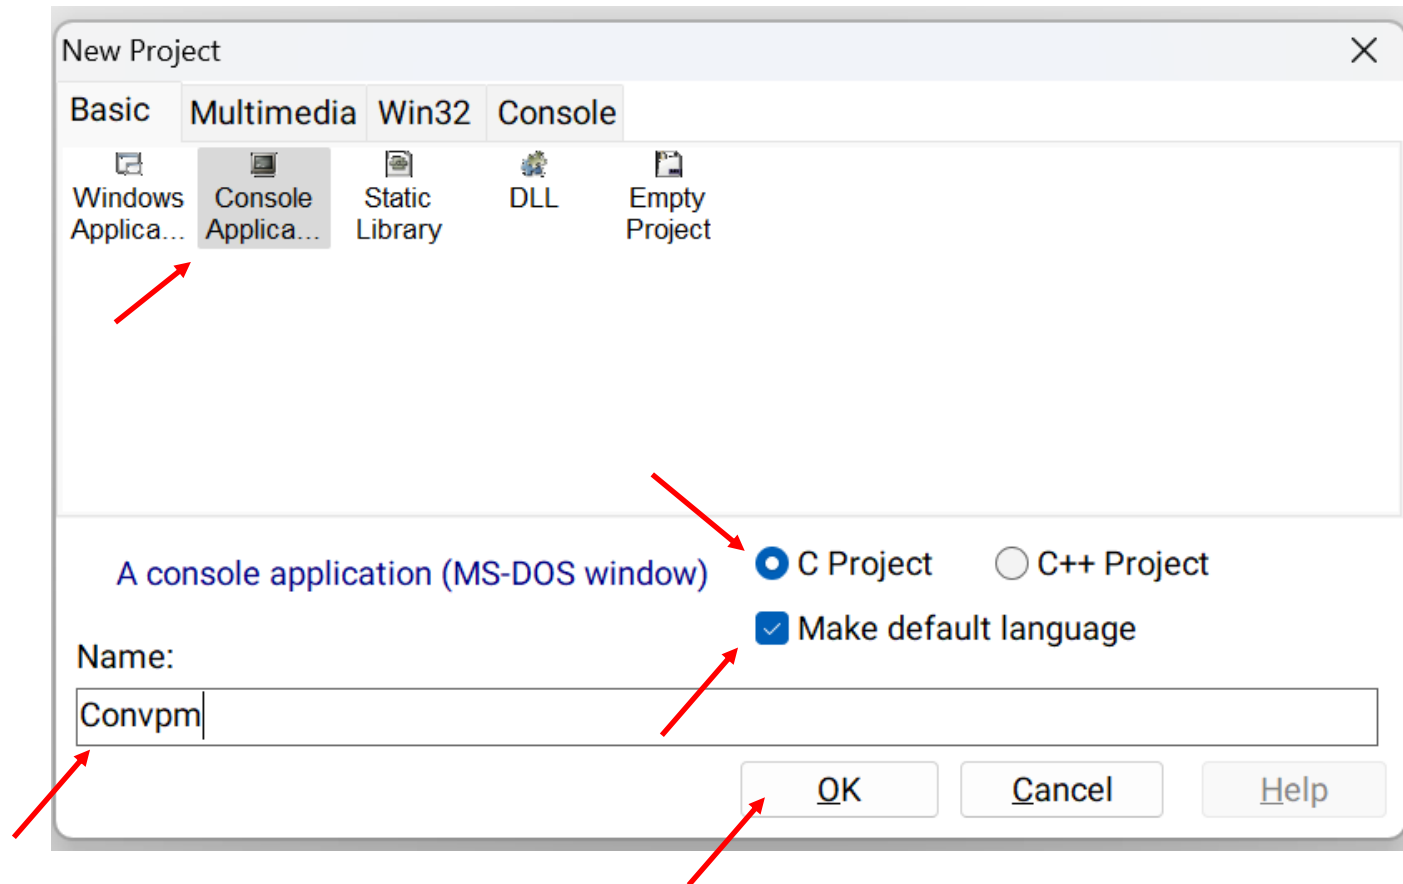 New Project
Basic Multimedia Win32 Console
Windows Applica...
Console Applica...
Static Library
DLL
Empty Project
A console application (MS-DOS window)
C Project C++ Project
Make default language
Name:
Convpm
OK Cancel Help